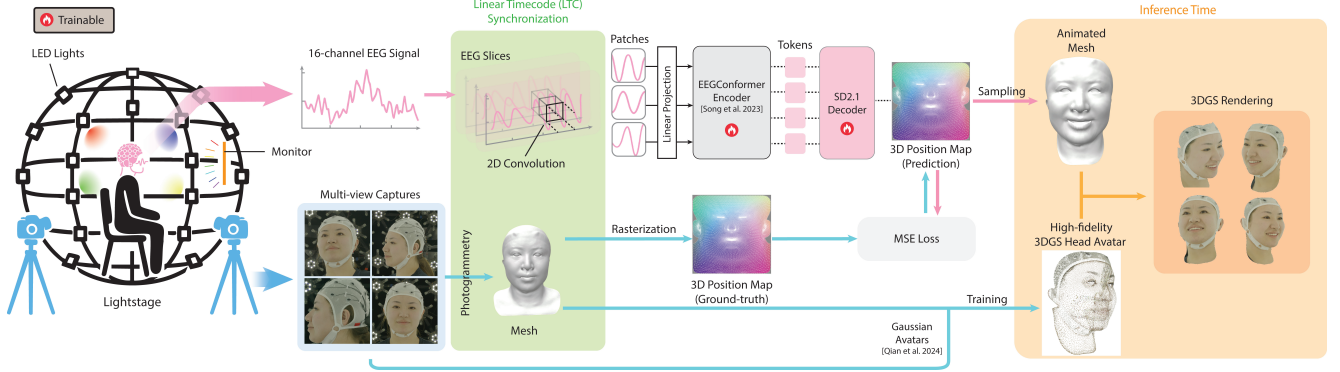 Trainable
LED Lights
Monitor
Lightstage
16-channel EEG Signal
Multi-view Captures
Linear Timecode (LTC)
Synchronization
EEG Slices
2D Convolution
Photogrammetry
Mesh
Patches
Linear Projection
EEGConformer
Encoder
[Song et al. 2023]
Tokens
SD2.1
Decoder
3D Position Map
(Prediction)
Sampling
Rasterization
3D Position Map
(Ground-truth)
MSE Loss
Training
Gaussian
Avatars
[Qian et al. 2024]
Inference Time
Animated
Mesh
High-fidelity
3DGS Head Avatar
3DGS Rendering